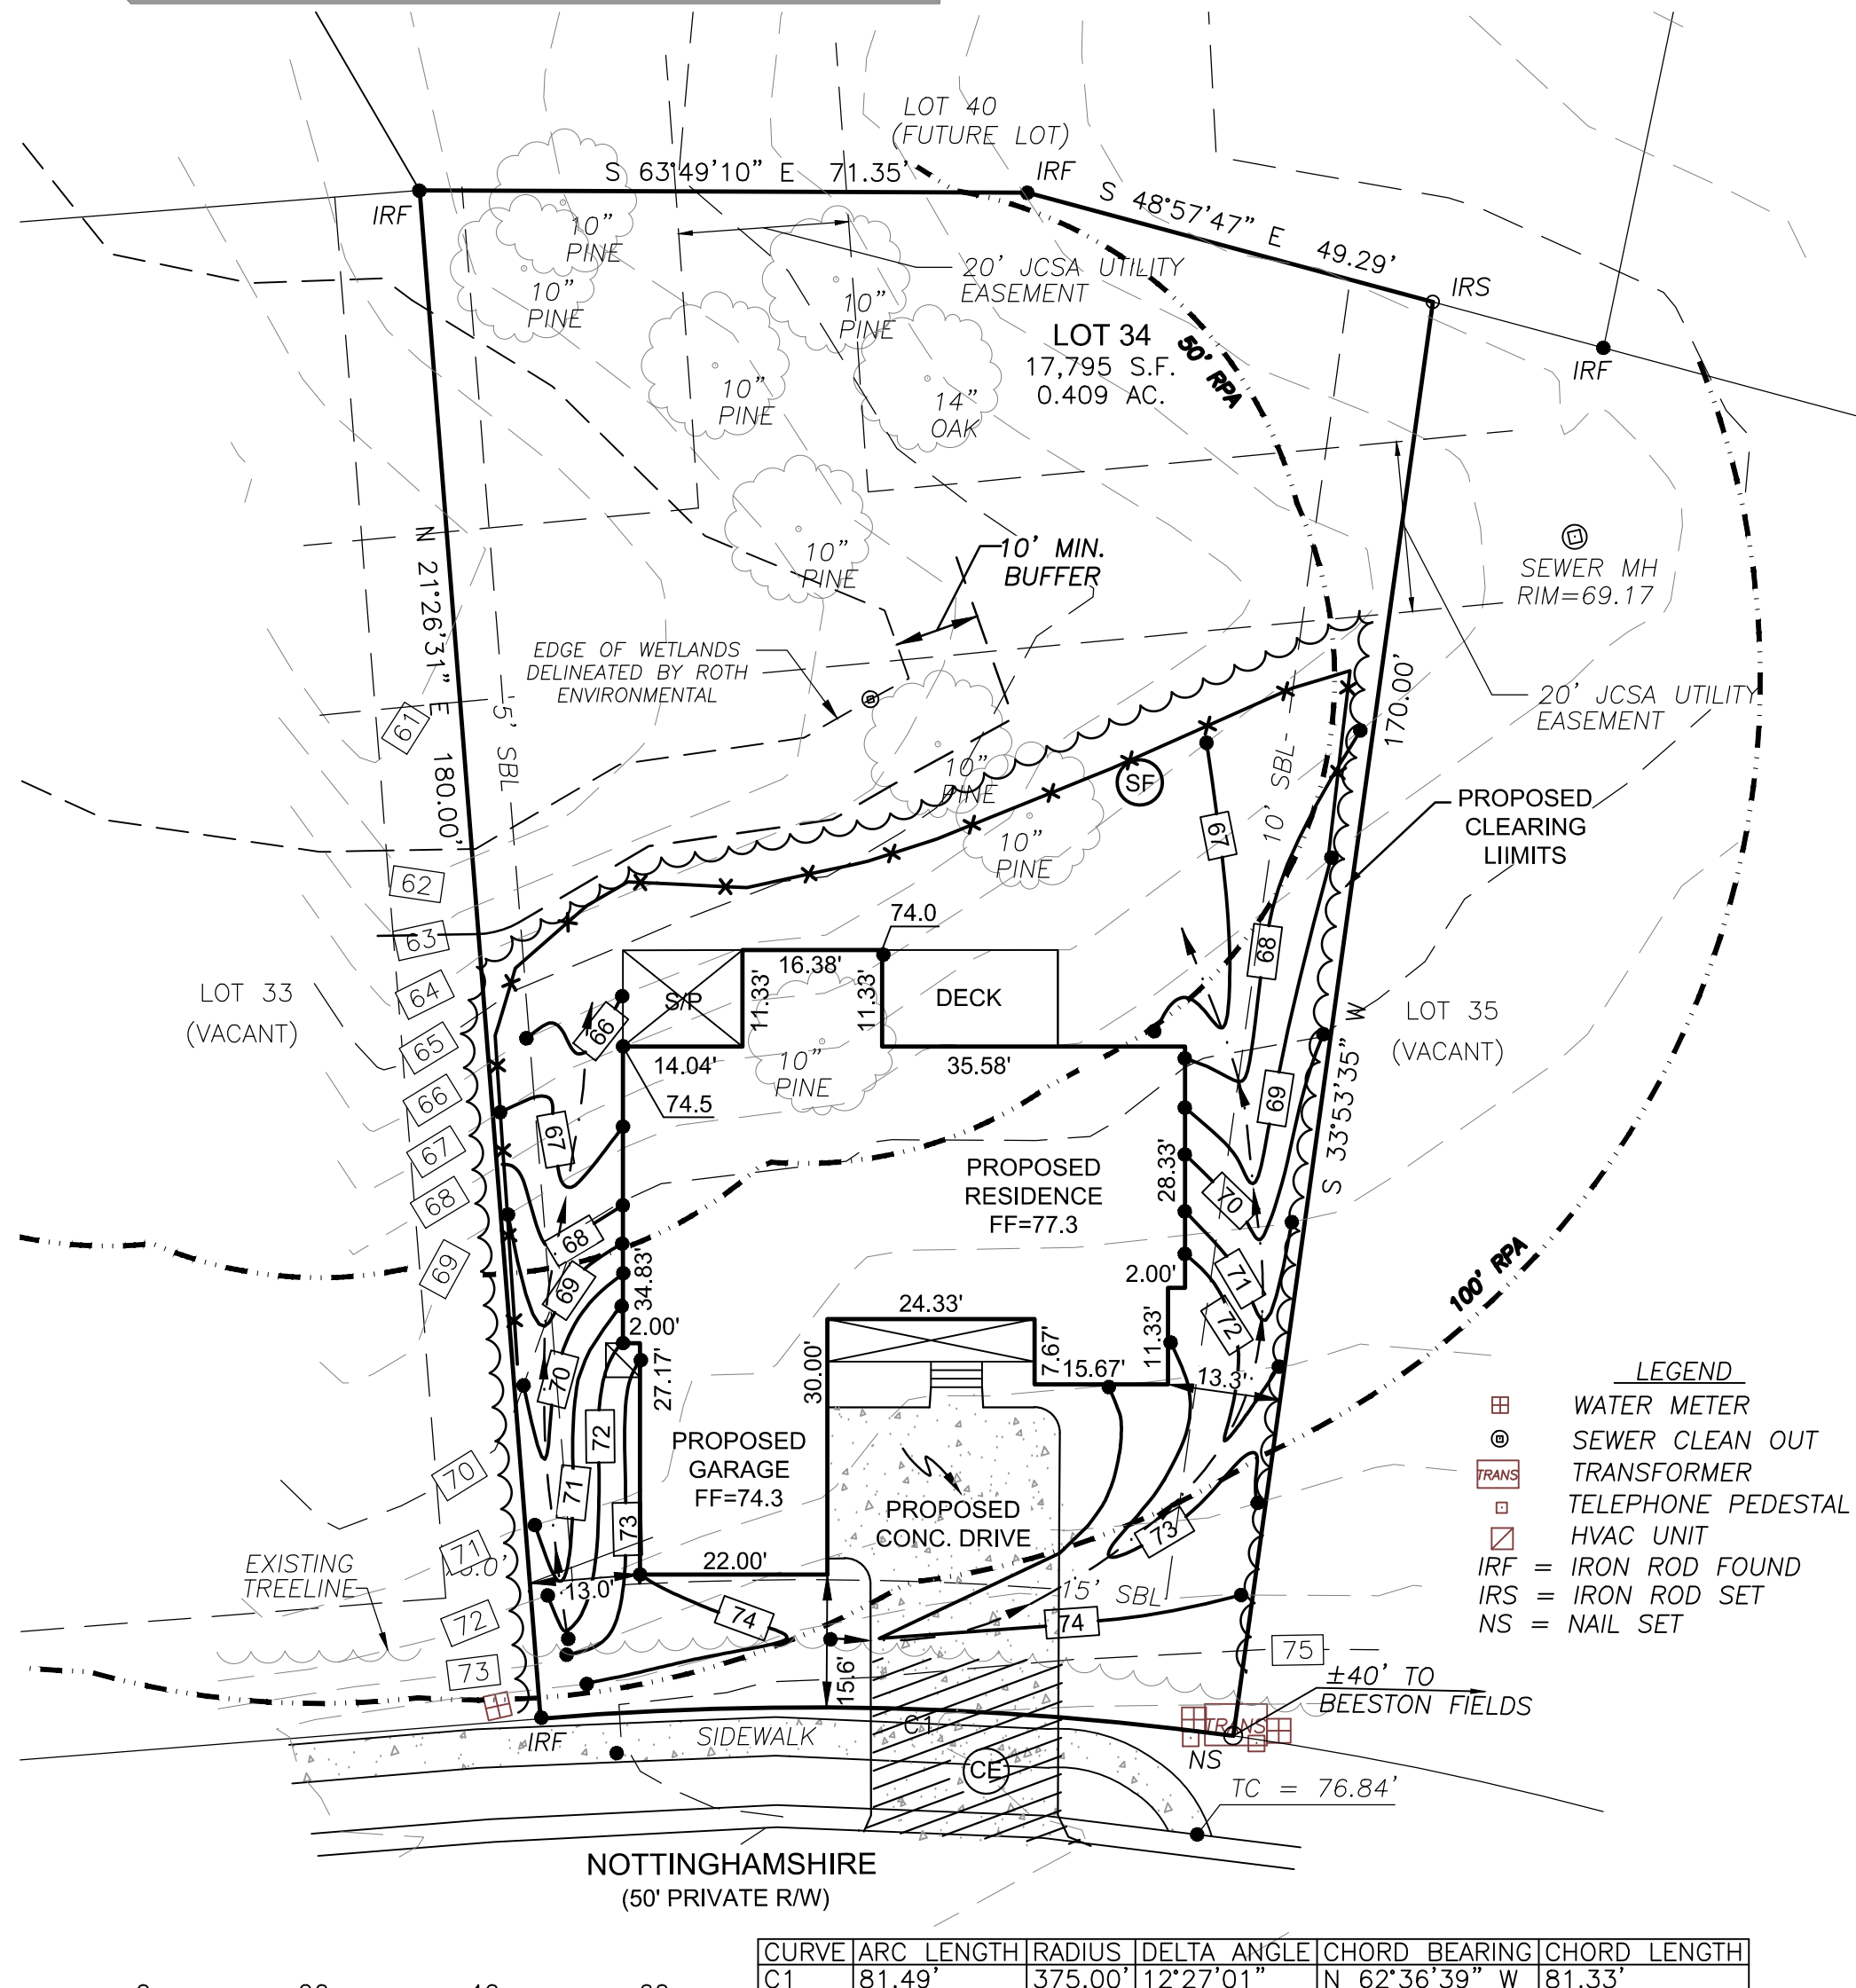 LOT 40
(FUTURE LOT)
S 63°49'10" E 71.35'
IRF
IRF
S 48°57'47" E 49.29'
IRS
IRF
10"
PINE
10"
PINE
10"
PINE
20' JCSA UTILITY
EASEMENT
LOT 34
17,795 S.F.
0.409 AC.
50' RPA
10"
PINE
14"
OAK
10"
PINE
10' MIN.
BUFFER
SEWER MH
RIM=69.17
N 21°26'31" E 180.00'
EDGE OF WETLANDS
DELINEATED BY ROTH
ENVIRONMENTAL
61
5' SBL
170.00'
20' JCSA UTILITY
EASEMENT
10"
PINE
SF
10' SBL
PROPOSED
CLEARING
LIIMITS
10"
PINE
67
62
63
74.0
68
16.38'
LOT 33
(VACANT)
64
66
S/P
11.33'
11.33'
DECK
LOT 35
(VACANT)
S 33°53'35" W
65
14.04'
10"
PINE
35.58'
66
74.5
69
67
67
PROPOSED
RESIDENCE
FF=77.3
28.33'
68
70
68
69
69
34.83'
71
2.00'
100' RPA
24.33'
72
2.00'
11.33'
7.67'
15.67'
13.3'
30.00'
27.17'
70
LEGEND
WATER METER
SEWER CLEAN OUT
TRANS
TRANSFORMER
TELEPHONE PEDESTAL
HVAC UNIT
IRF = IRON ROD FOUND
IRS = IRON ROD SET
NS = NAIL SET
72
PROPOSED
GARAGE
FF=74.3
70
71
73
PROPOSED
CONC. DRIVE
73
71
EXISTING
TREELINE
22.00'
13.0'
15' SBL
74
74
72
75
73
15.6'
±40' TO
BEESTON FIELDS
TRANS
C1
SIDEWALK
IRF
NS
CE
TC = 76.84'
NOTTINGHAMSHIRE
(50' PRIVATE R/W)
CURVE ARC LENGTH RADIUS DELTA ANGLE CHORD BEARING CHORD LENGTH
C1 81.49' 375.00' 12°27'01" N 62°36'39" W 81.33'